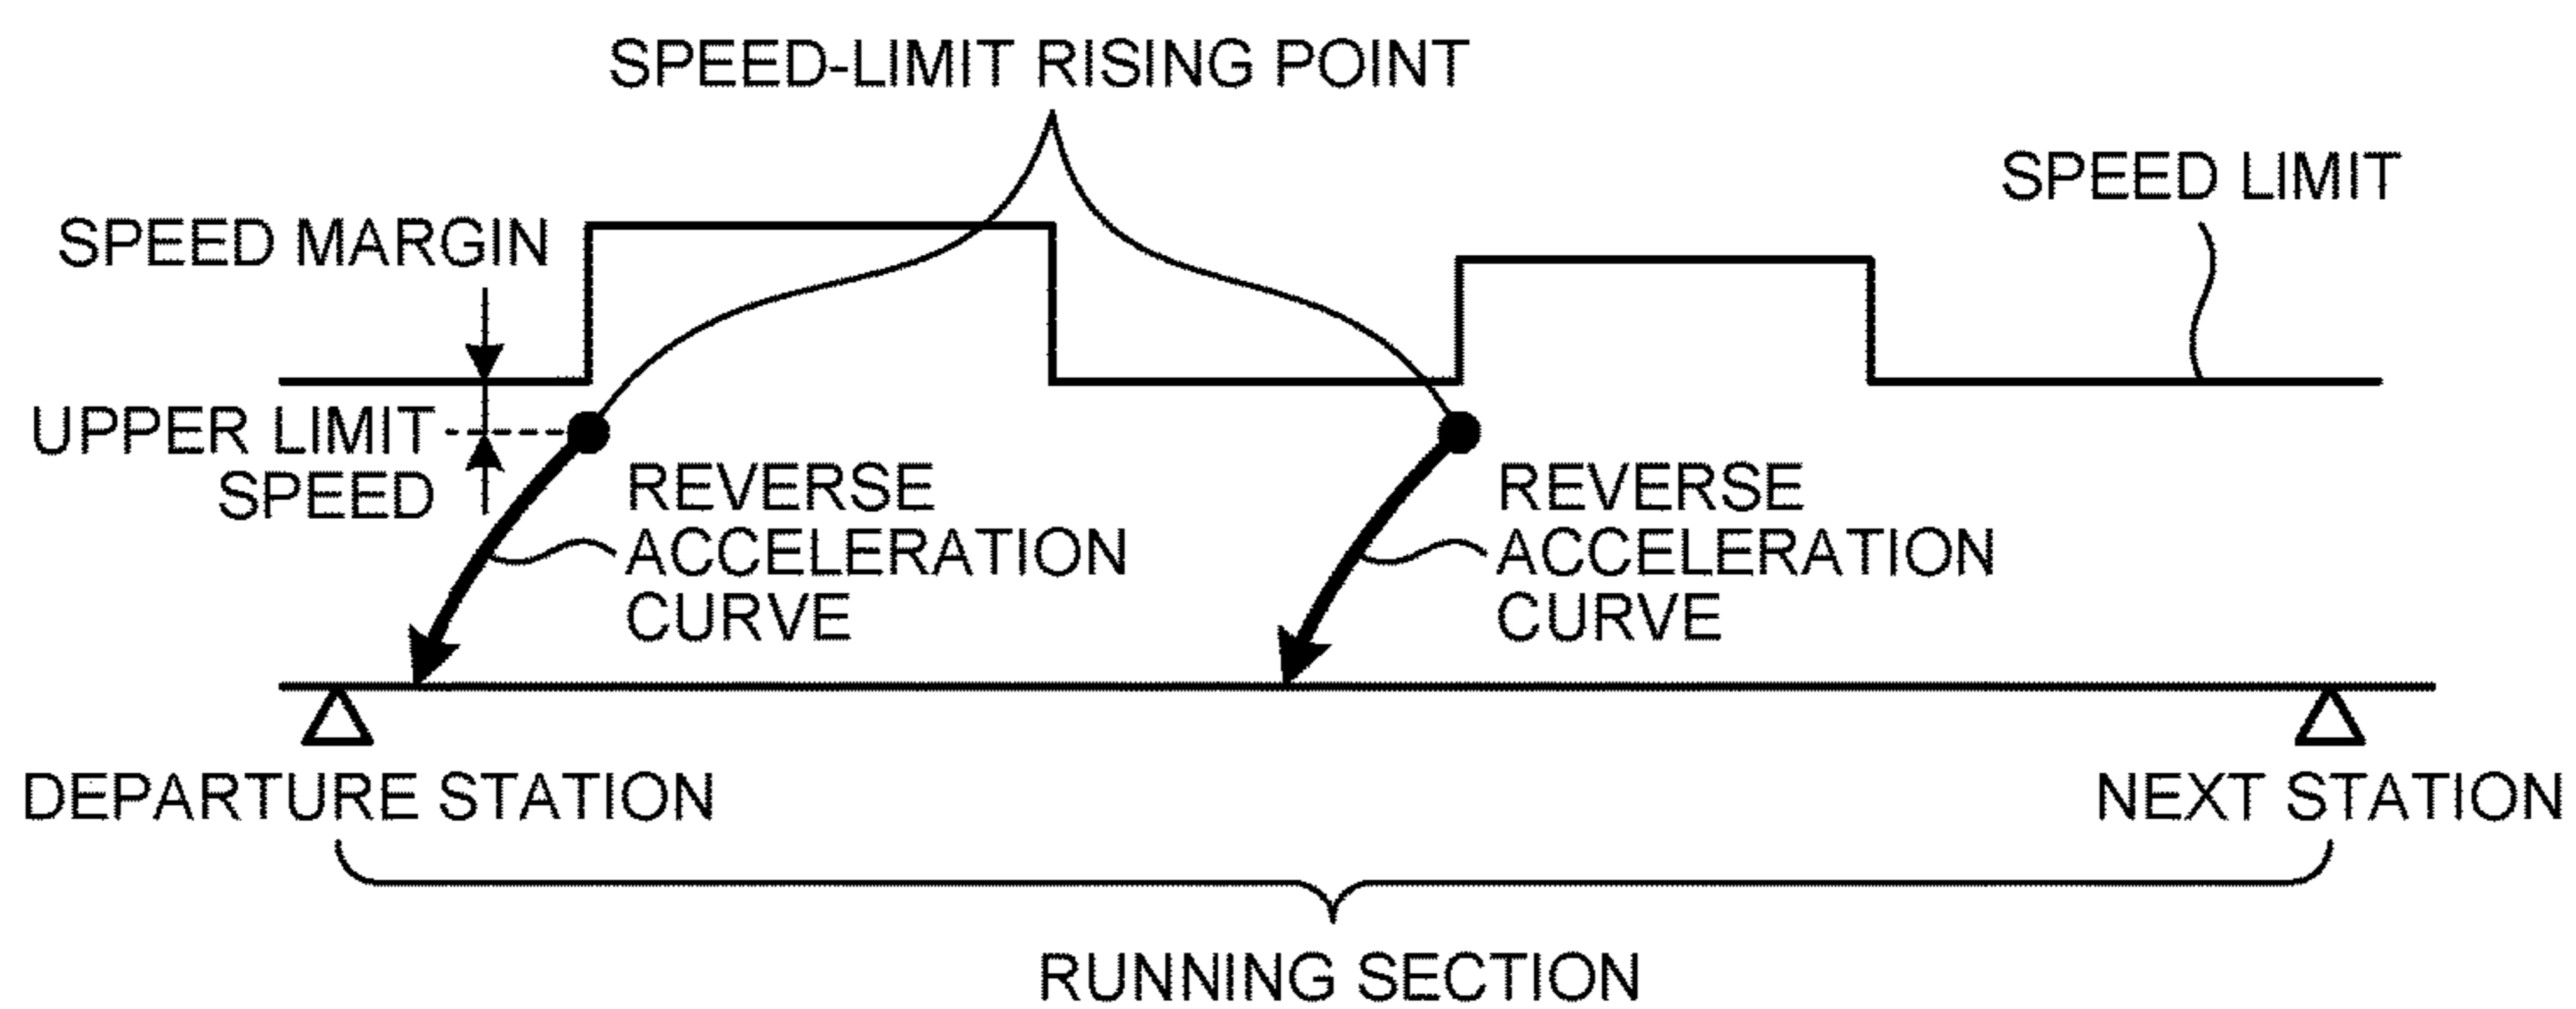 SPEED-LIMIT RISING POINT
SPEED LIMIT
SPEED MARGIN
UPPER LIMIT
SPEED
REVERSE
ACCELERATION
CURVE
REVERSE
ACCELERATION
CURVE
DEPARTURE STATION
NEXT STATION
RUNNING SECTION